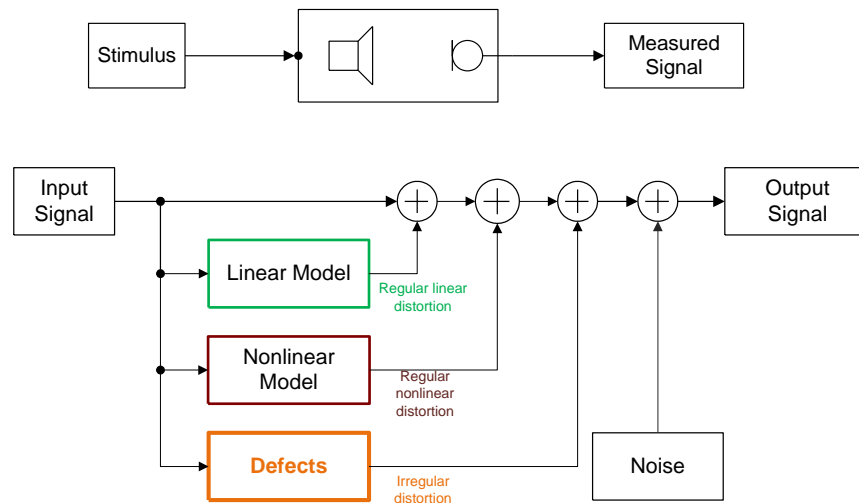 Stimulus
Measured
Signal
Input
Signal
Output
Signal
Linear Model
Regular linear
distortion
Nonlinear
Model
Regular
nonlinear
distortion
Defects
Irregular
distortion
Noise